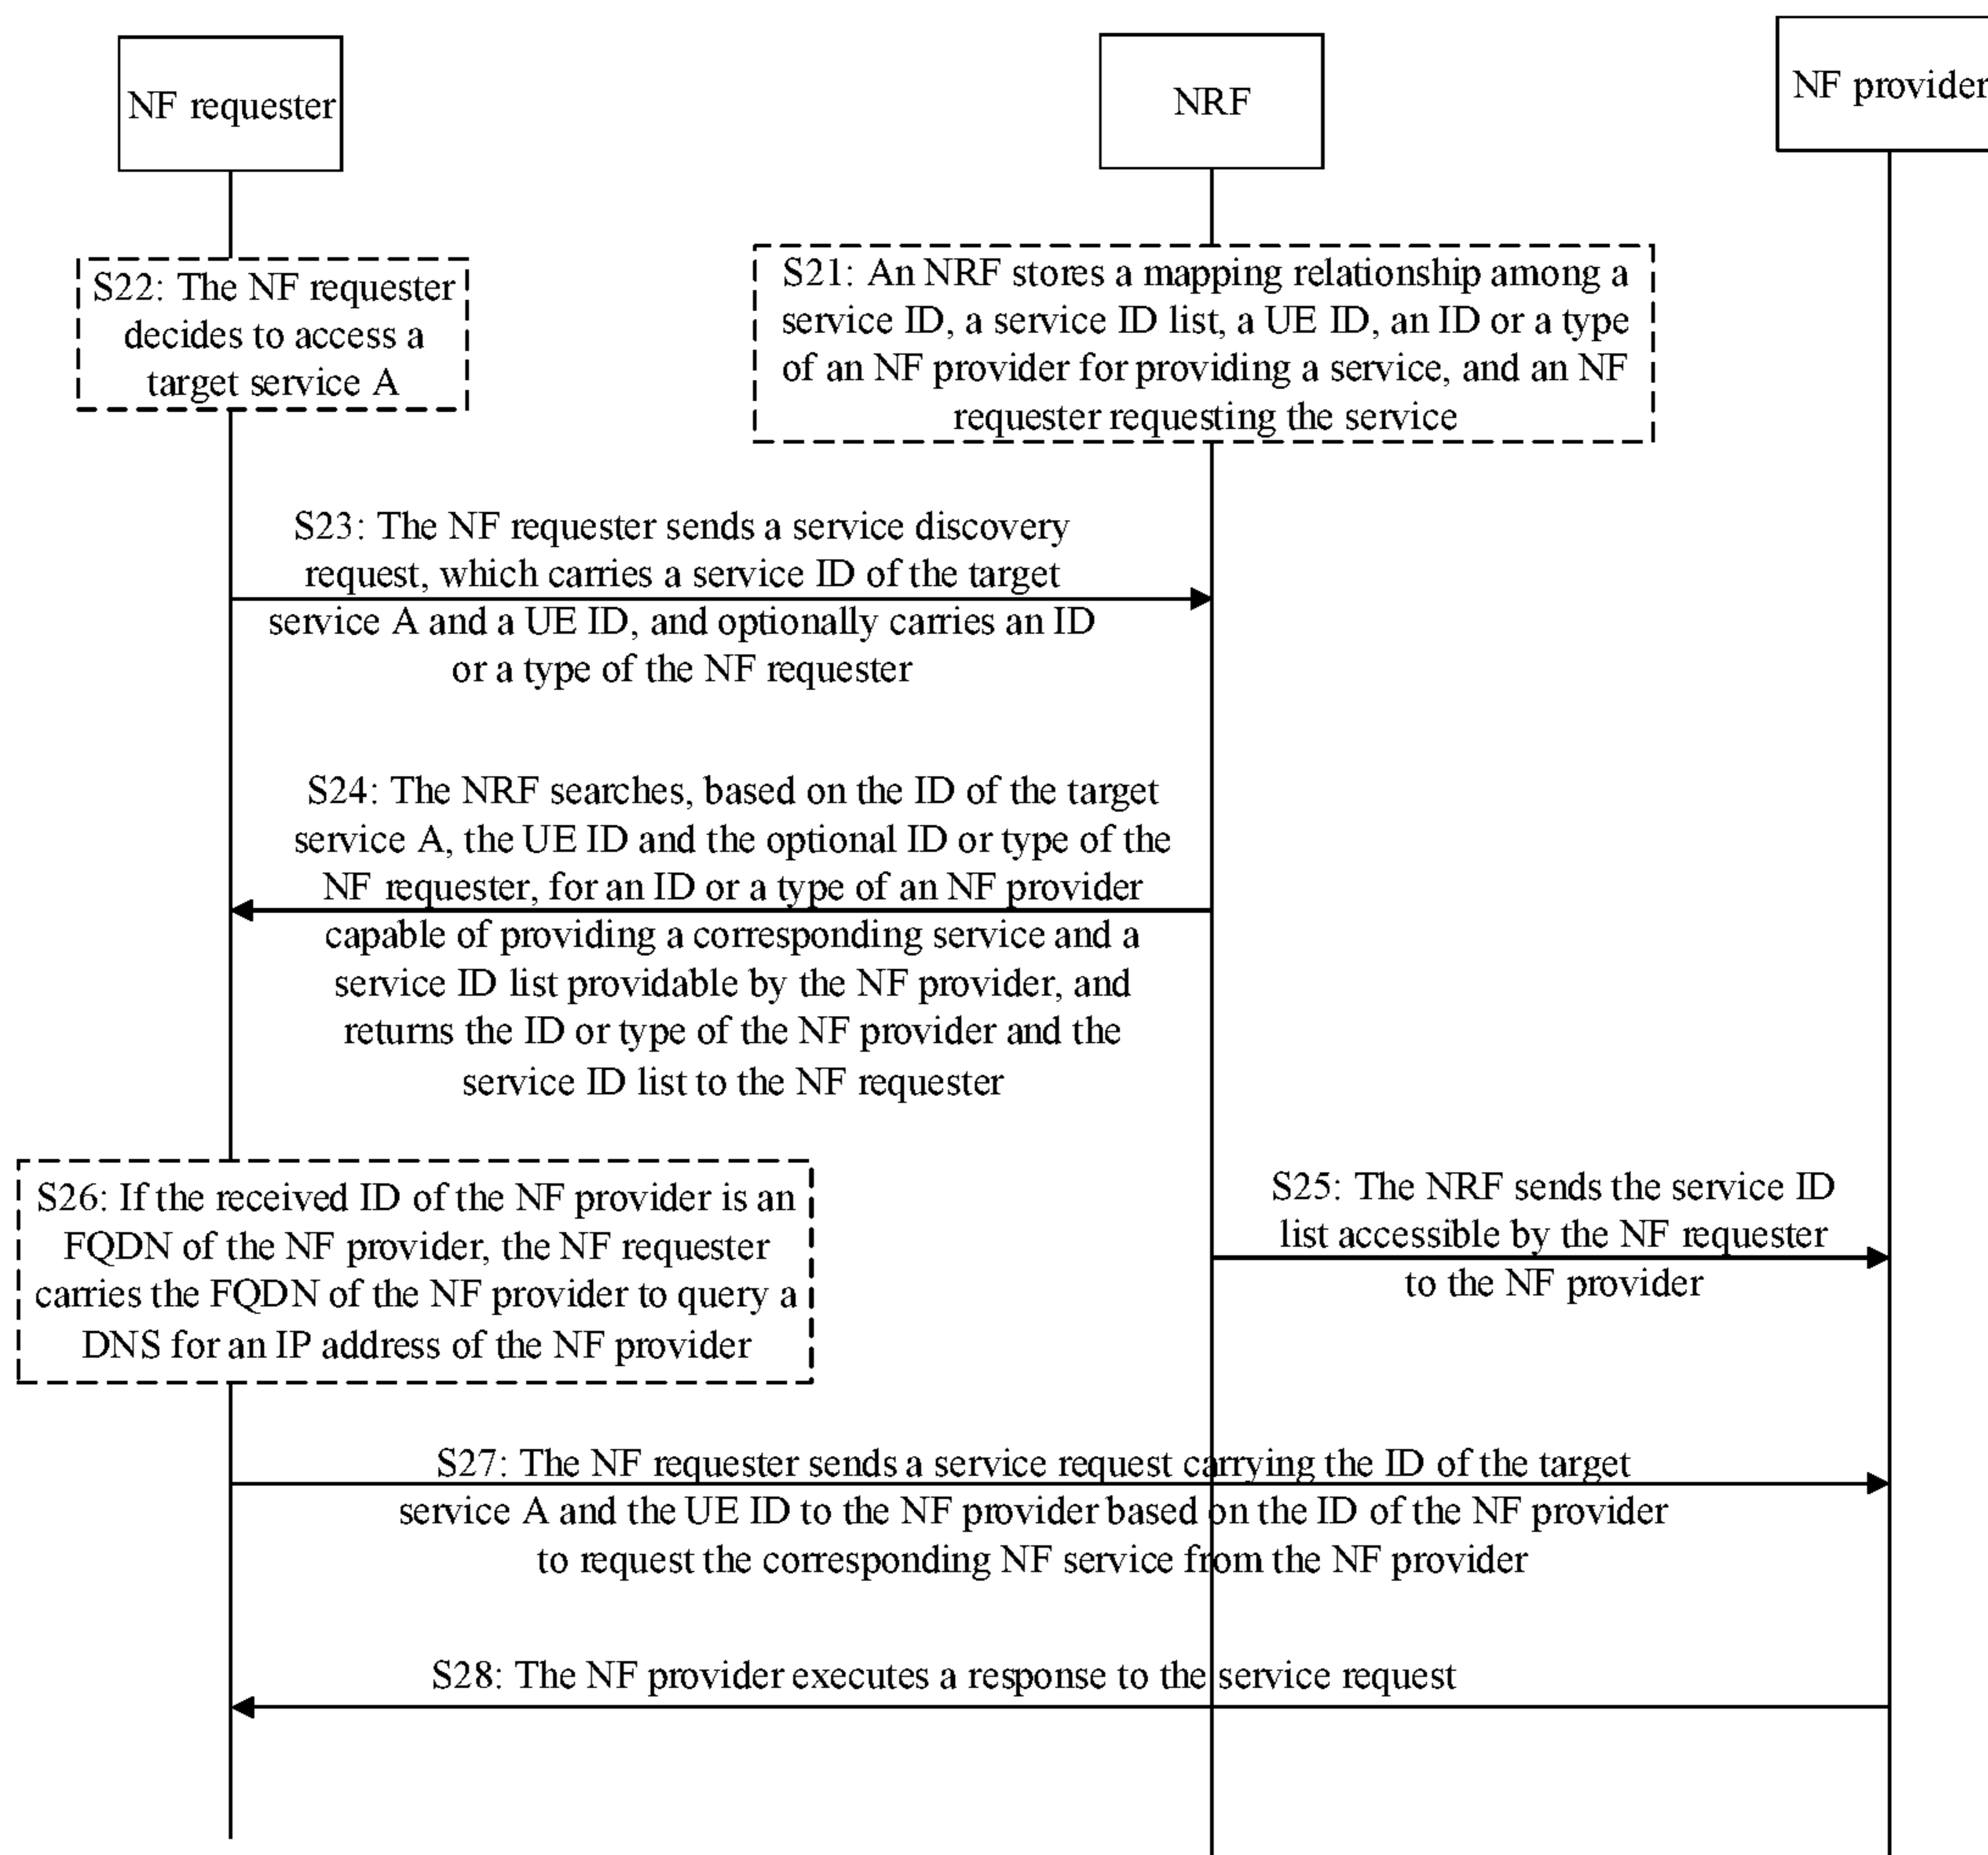 NF requester
NRF
NF provider
S22: The NF requester
decides to access a
target service A
S21: An NRF stores a mapping relationship among a
service ID, a service ID list, a UE ID, an ID or a type
of an NF provider for providing a service, and an NF
requester requesting the service
S23: The NF requester sends a service discovery
request, which carries a service ID of the target
service A and a UE ID, and optionally carries an ID
or a type of the NF requester
S24: The NRF searches, based on the ID of the target
service A, the UE ID and the optional ID or type of the
NF requester, for an ID or a type of an NF provider
capable of providing a corresponding service and a
service ID list providable by the NF provider, and
returns the ID or type of the NF provider and the
service ID list to the NF requester
S26: If the received ID of the NF provider is an
FQDN of the NF provider, the NF requester
carries the FQDN of the NF provider to query a
DNS for an IP address of the NF provider
S25: The NRF sends the service ID
list accessible by the NF requester
to the NF provider
S27: The NF requester sends a service request carrying the ID of the target
service A and the UE ID to the NF provider based on the ID of the NF provider
to request the corresponding NF service from the NF provider
S28: The NF provider executes a response to the service request